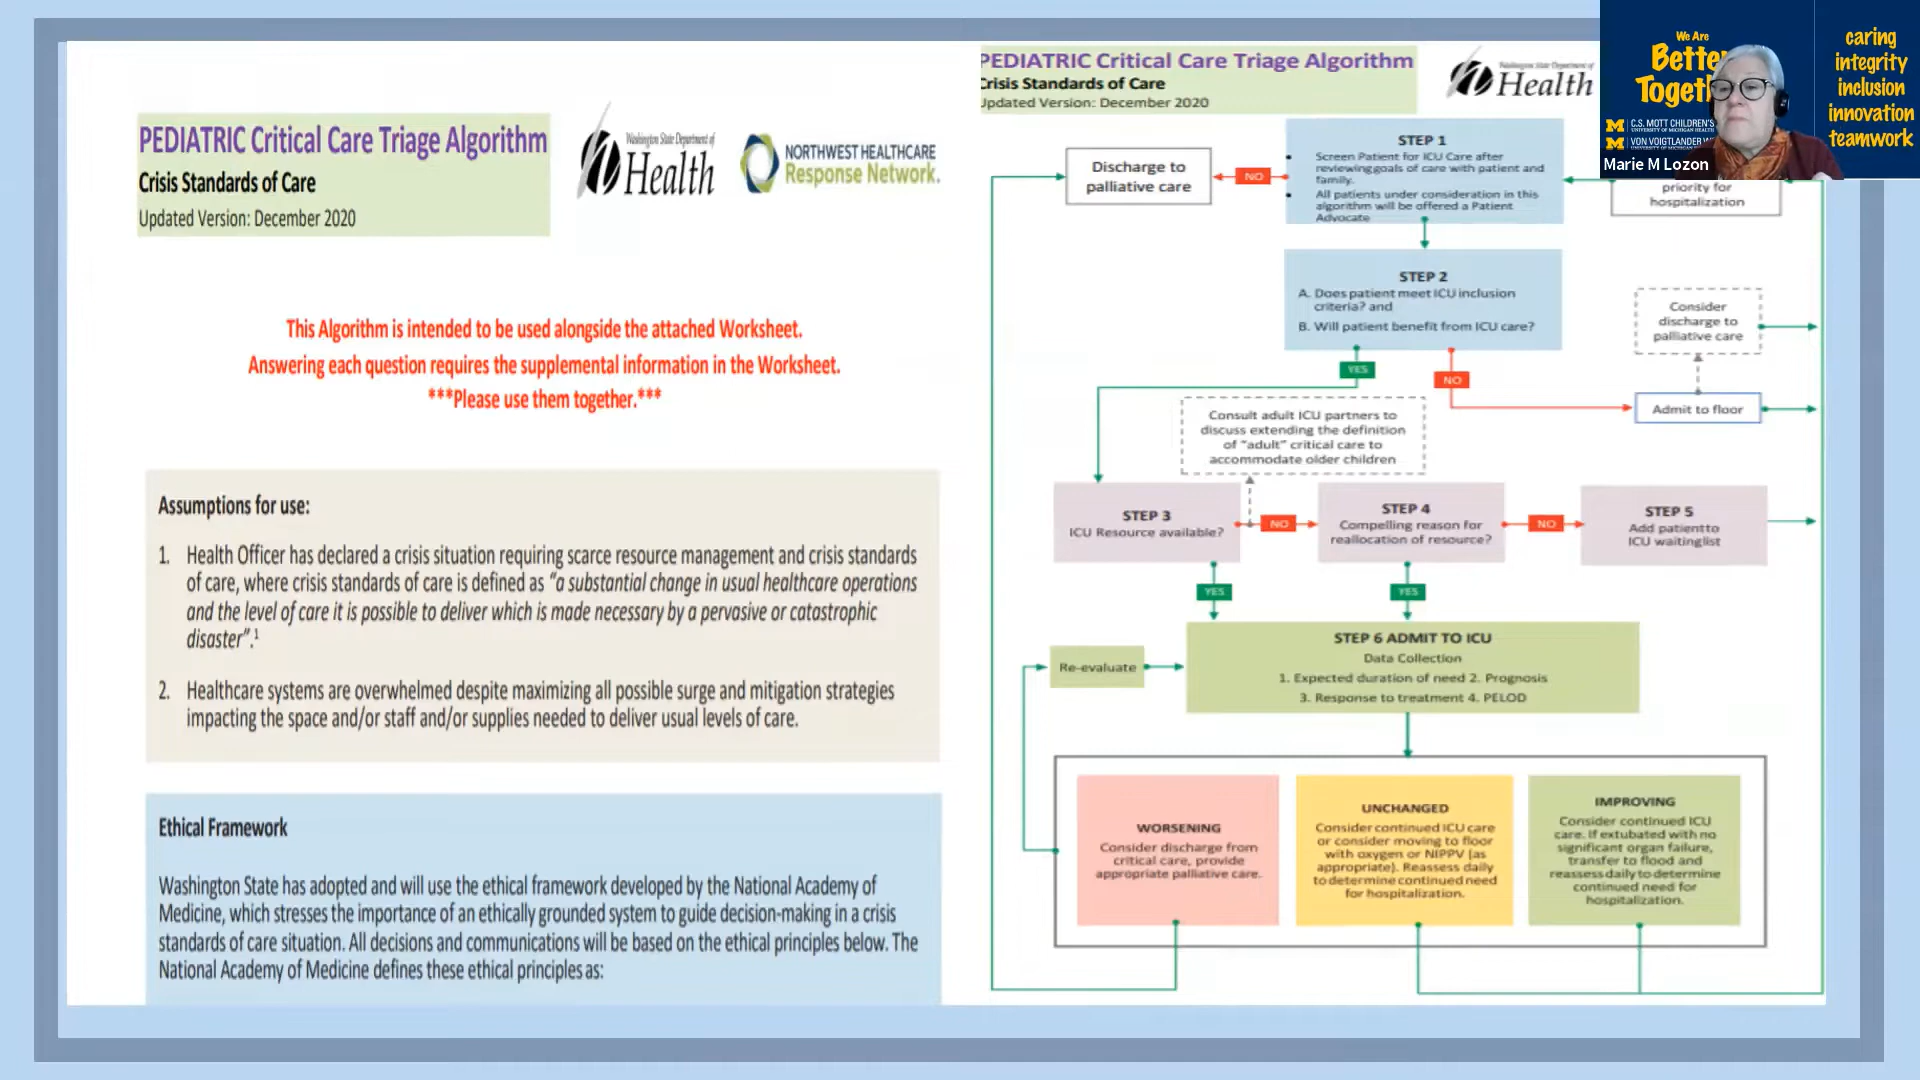 PEDIATRIC Critical Care Triage Algorithm
Crisis Standards of Care
Updated Version: December 2020
Washington State Department of
Health
NORTHWEST HEALTHCARE
Response Network.
This Algorithm is intended to be used alongside the attached Worksheet.
Answering each question requires the supplemental information in the Worksheet.
***Please use them together.***
Assumptions for use:
1. Health Officer has declared a crisis situation requiring scarce resource management and crisis standards
of care, where crisis standards of care is defined as “a substantial change in usual healthcare operations
and the level of care it is possible to deliver which is made necessary by a pervasive or catastrophic
disaster”.1
2. Healthcare systems are overwhelmed despite maximizing all possible surge and mitigation strategies
impacting the space and/or staff and/or supplies needed to deliver usual levels of care.
Ethical Framework
Washington State has adopted and will use the ethical framework developed by the National Academy of
Medicine, which stresses the importance of an ethically grounded system to guide decision-making in a crisis
standards of care situation. All decisions and communications will be based on the ethical principles below. The
National Academy of Medicine defines these ethical principles as:
PEDIATRIC Critical Care Triage Algorithm
Crisis Standards of Care
Updated Version: December 2020
Washington State Department of
Health
Discharge to
palliative care
NO
STEP 1
• Screen Patient for ICU Care after
reviewing goals of care with patient and
family.
• All patients under consideration in this
algorithm will be offered a Patient
Advocate
priority for
hospitalization
STEP 2
A. Does patient meet ICU inclusion
criteria? and
B. Will patient benefit from ICU care?
YES
NO
Consider
discharge to
palliative care
Admit to floor
Consult adult ICU partners to
discuss extending the definition
of “adult” critical care to
accommodate older children
STEP 3
ICU Resource available?
NO
STEP 4
Compelling reason for
reallocation of resource?
NO
STEP 5
Add patient to
ICU waitinglist
YES
YES
Re-evaluate
STEP 6 ADMIT TO ICU
Data Collection
1. Expected duration of need 2. Prognosis
3. Response to treatment 4. PELOD
WORSENING
Consider discharge from
critical care, provide
appropriate palliative care.
UNCHANGED
Consider continued ICU care
or consider moving to floor
with oxygen or NIPPV (as
appropriate). Reassess daily
to determine continued need
for hospitalization.
IMPROVING
Consider continued ICU
care. If extubated with no
significant organ failure,
transfer to flood and
reassess daily to determine
continued need for
hospitalization.
We Are
Bette
Toget
C.S. MOTT CHILDREN'S
UNIVERSITY OF MICHIGAN HEALTH
VON VOIGTLANDER W
Marie M Lozon
caring
integrity
inclusion
innovation
teamwork